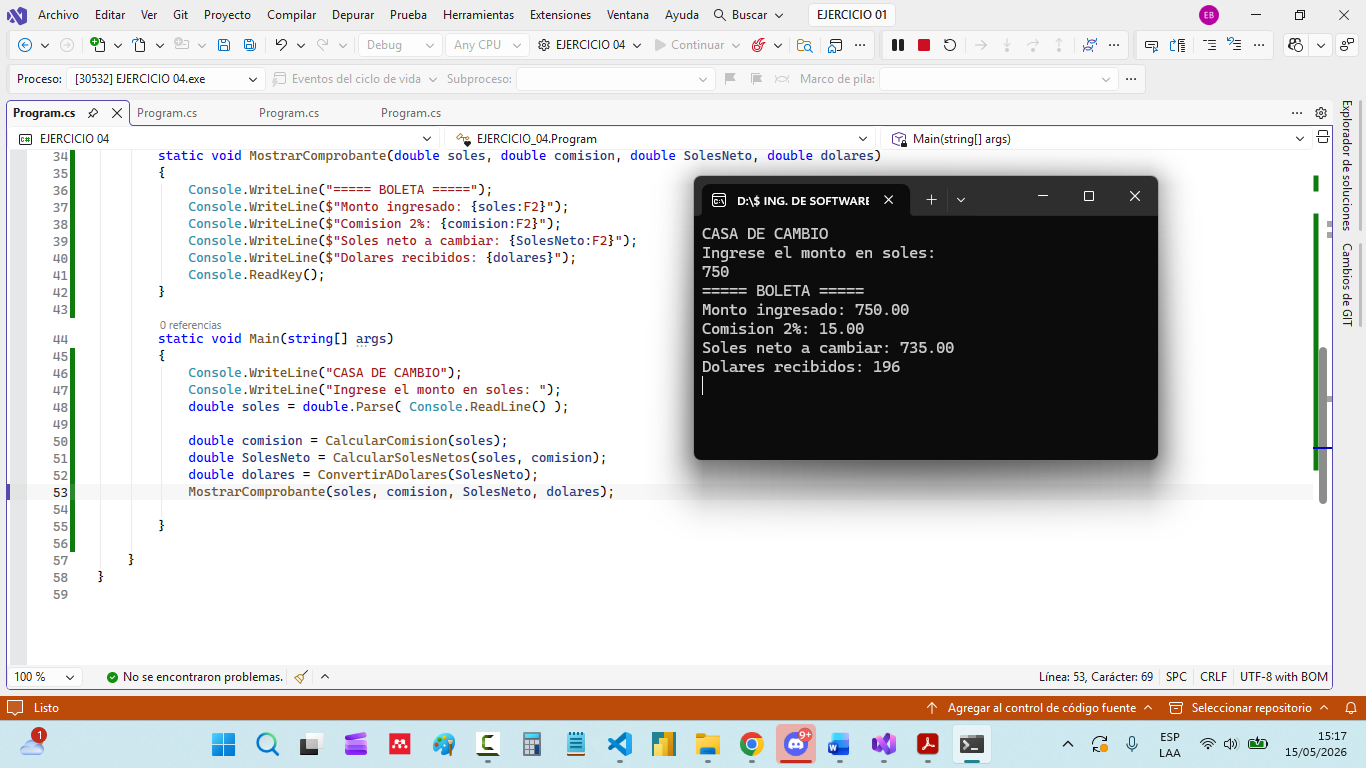 Archivo Editar Ver Git Proyecto Compilar Depurar Prueba Herramientas Extensiones Ventana Ayuda Buscar EJERCICIO 01 EB
Debug Any CPU EJERCICIO 04 Continuar
Proceso: [30532] EJERCICIO 04.exe Eventos del ciclo de vida Subproceso: Marco de pila:
Program.cs Program.cs Program.cs Program.cs
C# EJERCICIO 04 EJERCICIO_04.Program Main(string[] args)
34 static void MostrarComprobante(double soles, double comision, double SolesNeto, double dolares)
35 {
36 Console.WriteLine("===== BOLETA =====");
37 Console.WriteLine($"Monto ingresado: {soles:F2}");
38 Console.WriteLine($"Comision 2%: {comision:F2}");
39 Console.WriteLine($"Soles neto a cambiar: {SolesNeto:F2}");
40 Console.WriteLine($"Dolares recibidos: {dolares}");
41 Console.ReadKey();
42 }
43
0 referencias
44 static void Main(string[] args)
45 {
46 Console.WriteLine("CASA DE CAMBIO");
47 Console.WriteLine("Ingrese el monto en soles: ");
48 double soles = double.Parse( Console.ReadLine() );
49
50 double comision = CalcularComision(soles);
51 double SolesNeto = CalcularSolesNetos(soles, comision);
52 double dolares = ConvertirADolares(SolesNeto);
53 MostrarComprobante(soles, comision, SolesNeto, dolares);
54
55 }
56
57 }
58 }
59
D:\$ ING. DE SOFTWARE
CASA DE CAMBIO
Ingrese el monto en soles:
750
===== BOLETA =====
Monto ingresado: 750.00
Comision 2%: 15.00
Soles neto a cambiar: 735.00
Dolares recibidos: 196
Explorador de soluciones
Cambios de GIT
100 % No se encontraron problemas. Línea: 53, Carácter: 69 SPC CRLF UTF-8 with BOM
Listo Agregar al control de código fuente Seleccionar repositorio
1 9+ ESP LAA 15:17
15/05/2026